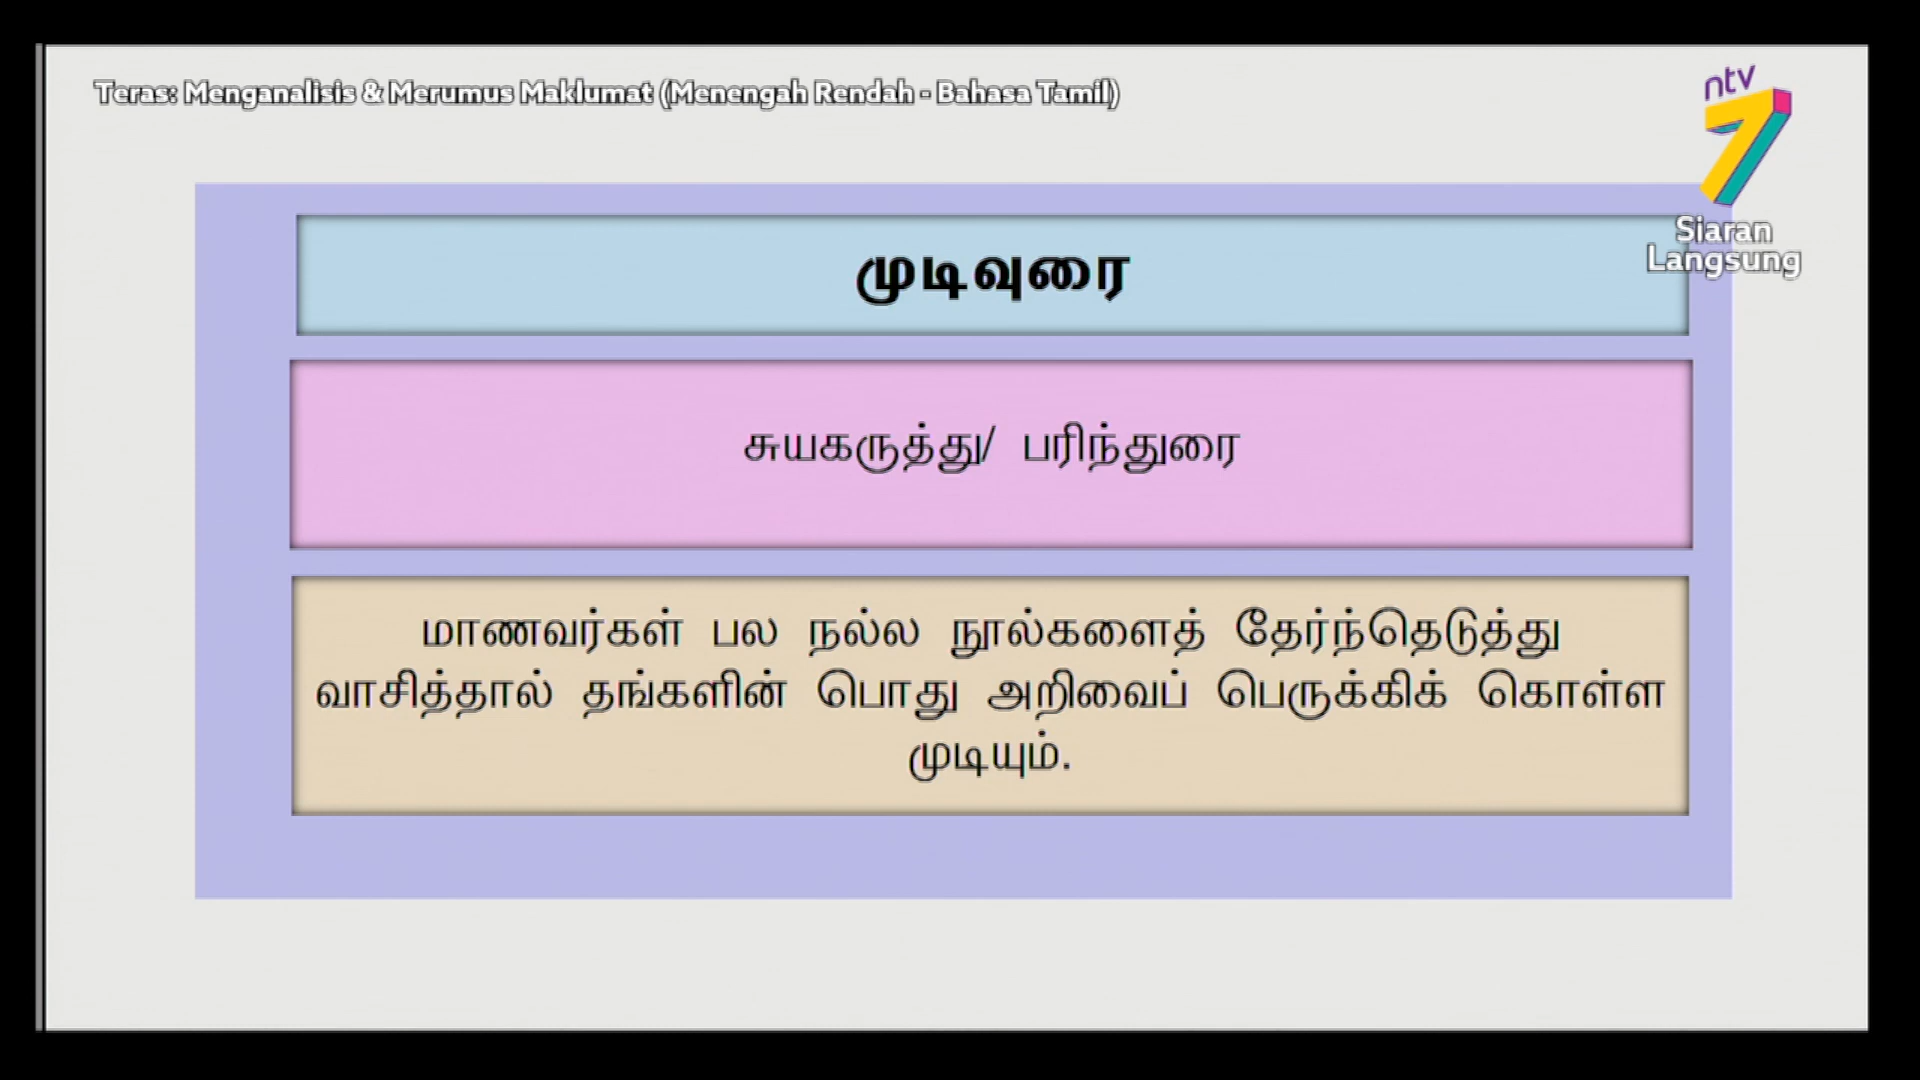 Teras: Menganalisis & Merumus Maklumat (Menengah Rendah - Bahasa Tamil)
ntv
7
Siaran
Langsung
முடிவுரை
சுயகருத்து/ பரிந்துரை
மாணவர்கள் பல நல்ல நூல்களைத் தேர்ந்தெடுத்து
வாசித்தால் தங்களின் பொது அறிவைப் பெருக்கிக் கொள்ள
முடியும்.